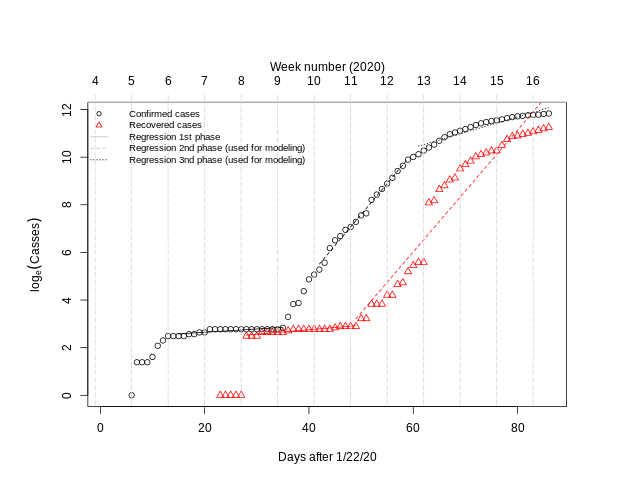 Week number (2020)
4 5 6 7 8 9 10 11 12 13 14 15 16
Confirmed cases
Recovered cases
Regression 1st phase
Regression 2nd phase (used for modeling)
Regression 3nd phase (used for modeling)
logₑ(Casses)
12
10
8
6
4
2
0
0 20 40 60 80
Days after 1/22/20